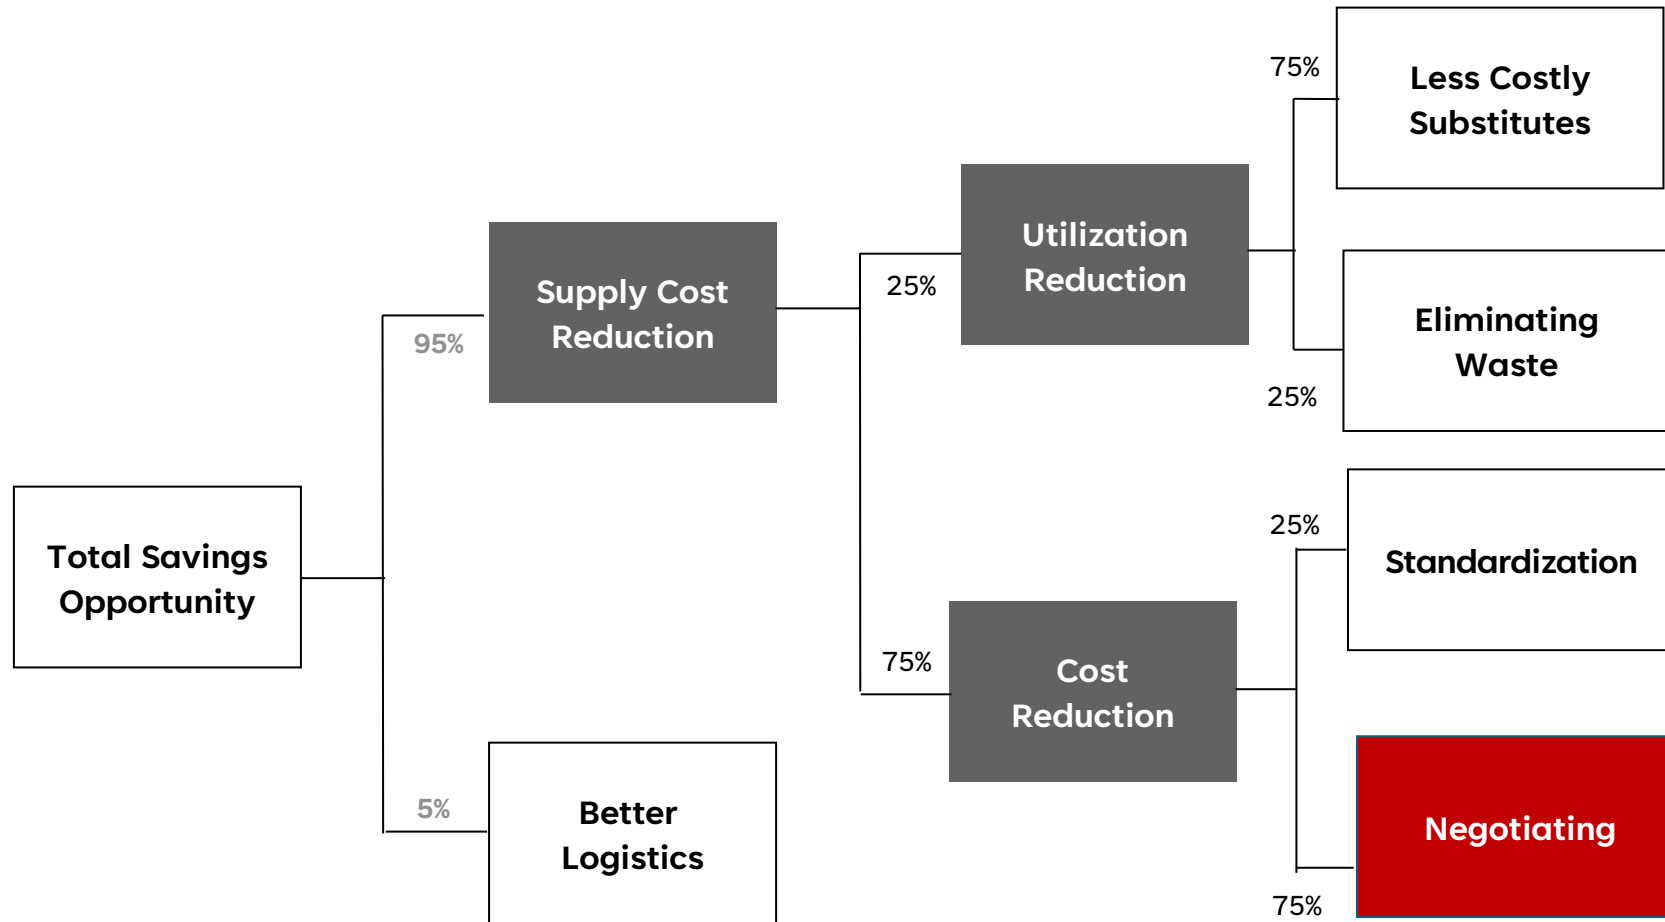 75%
Less Costly
Substitutes
Utilization
Reduction
25%
Supply Cost
Reduction
95%
Eliminating
Waste
25%
Total Savings
Opportunity
25%
Standardization
75%
Cost
Reduction
5%
Better
Logistics
Negotiating
75%